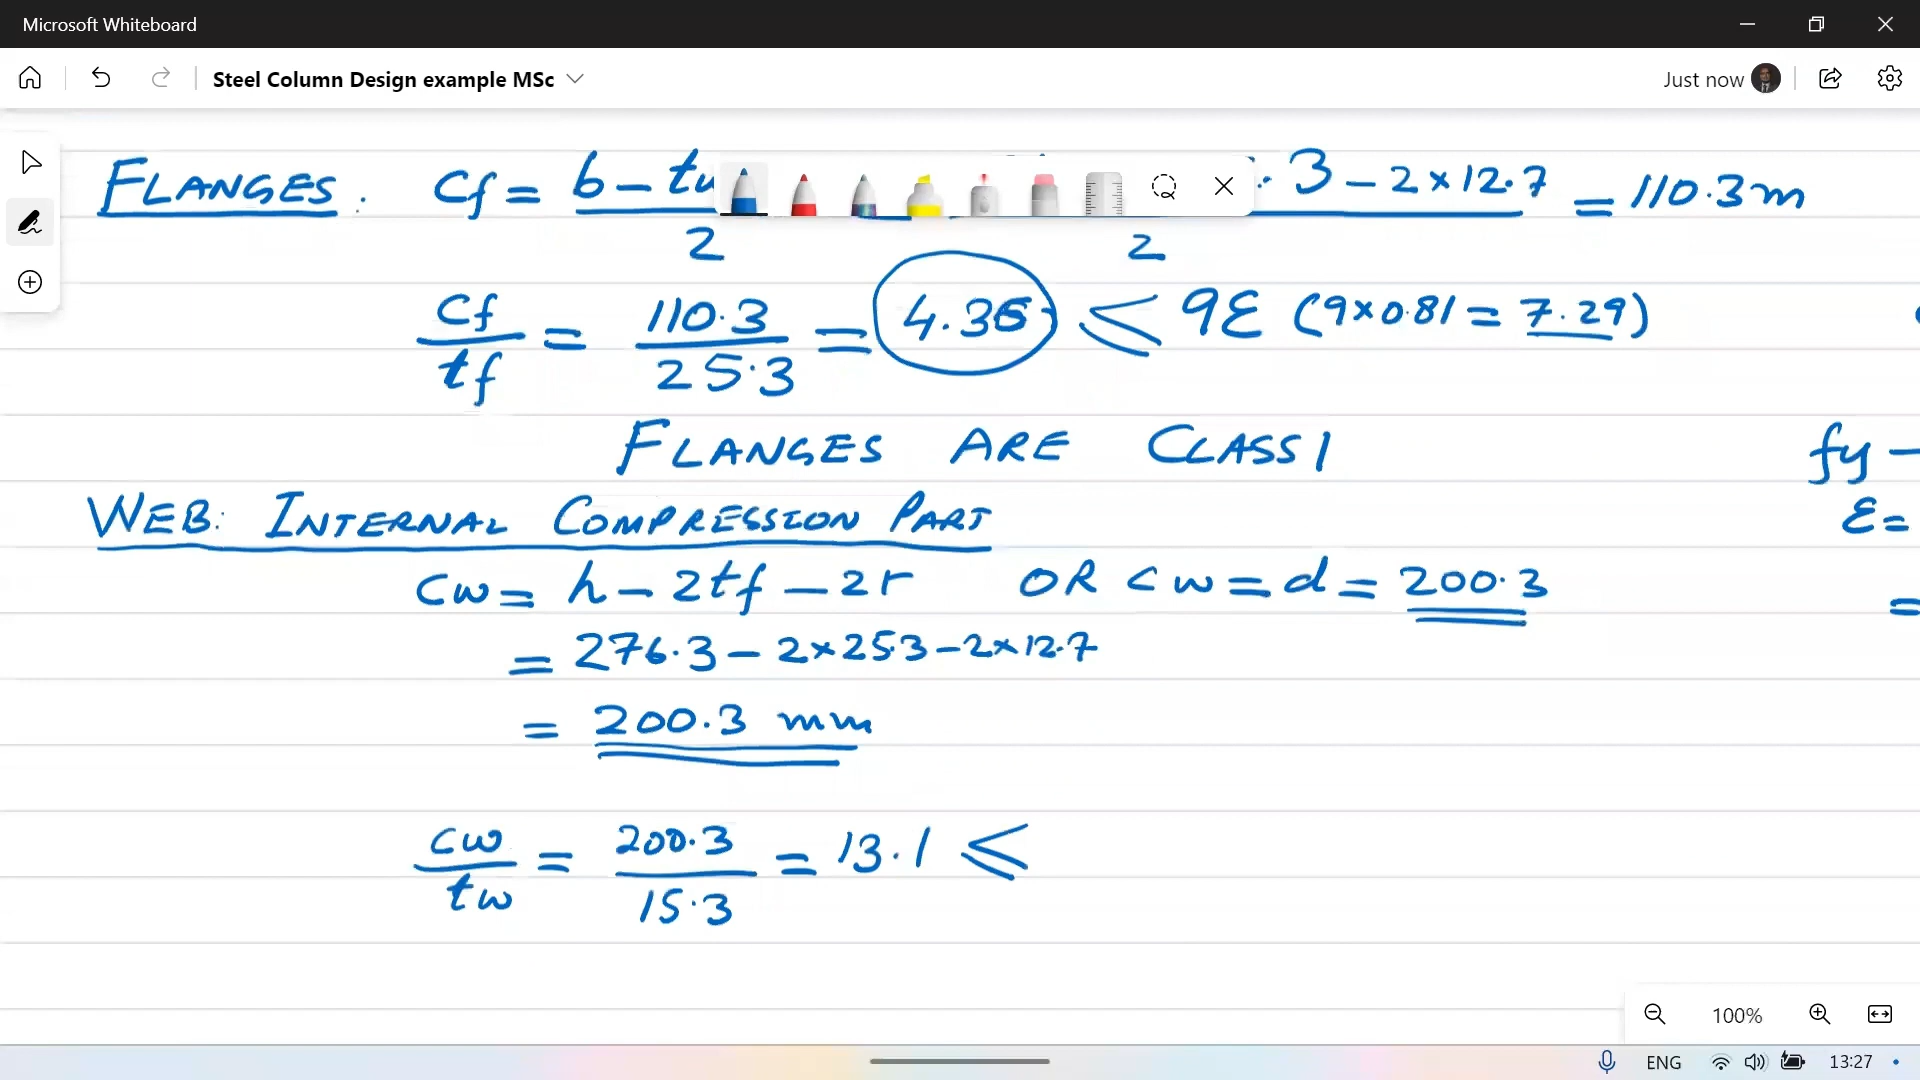 Microsoft Whiteboard
Steel Column Design example MSc
Just now
FLANGES. Cf = b - tw 3 - 2 × 12.7 = 110.3 m
2 2
Cf = 110.3 = 4.36 ≤ 9ε (9×0.81 = 7.29)
tf 25.3
FLANGES ARE CLASS 1
fy -
WEB: INTERNAL COMPRESSION PART
ε =
cw = h - 2tf - 2r OR cw = d = 200.3
=
= 276.3 - 2×25.3 - 2×12.7
= 200.3 mm
cw = 200.3 = 13.1 ≤
tw 15.3
100%
ENG 13:27